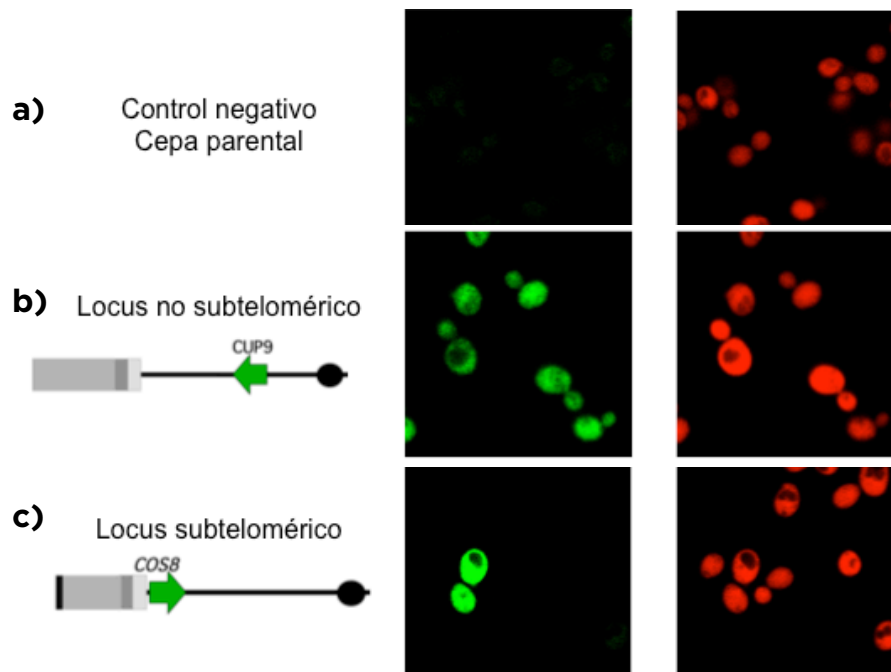 a)
Control negativo
Cepa parental
b)
Locus no subtelomérico
CUP9
c)
Locus subtelomérico
COS8